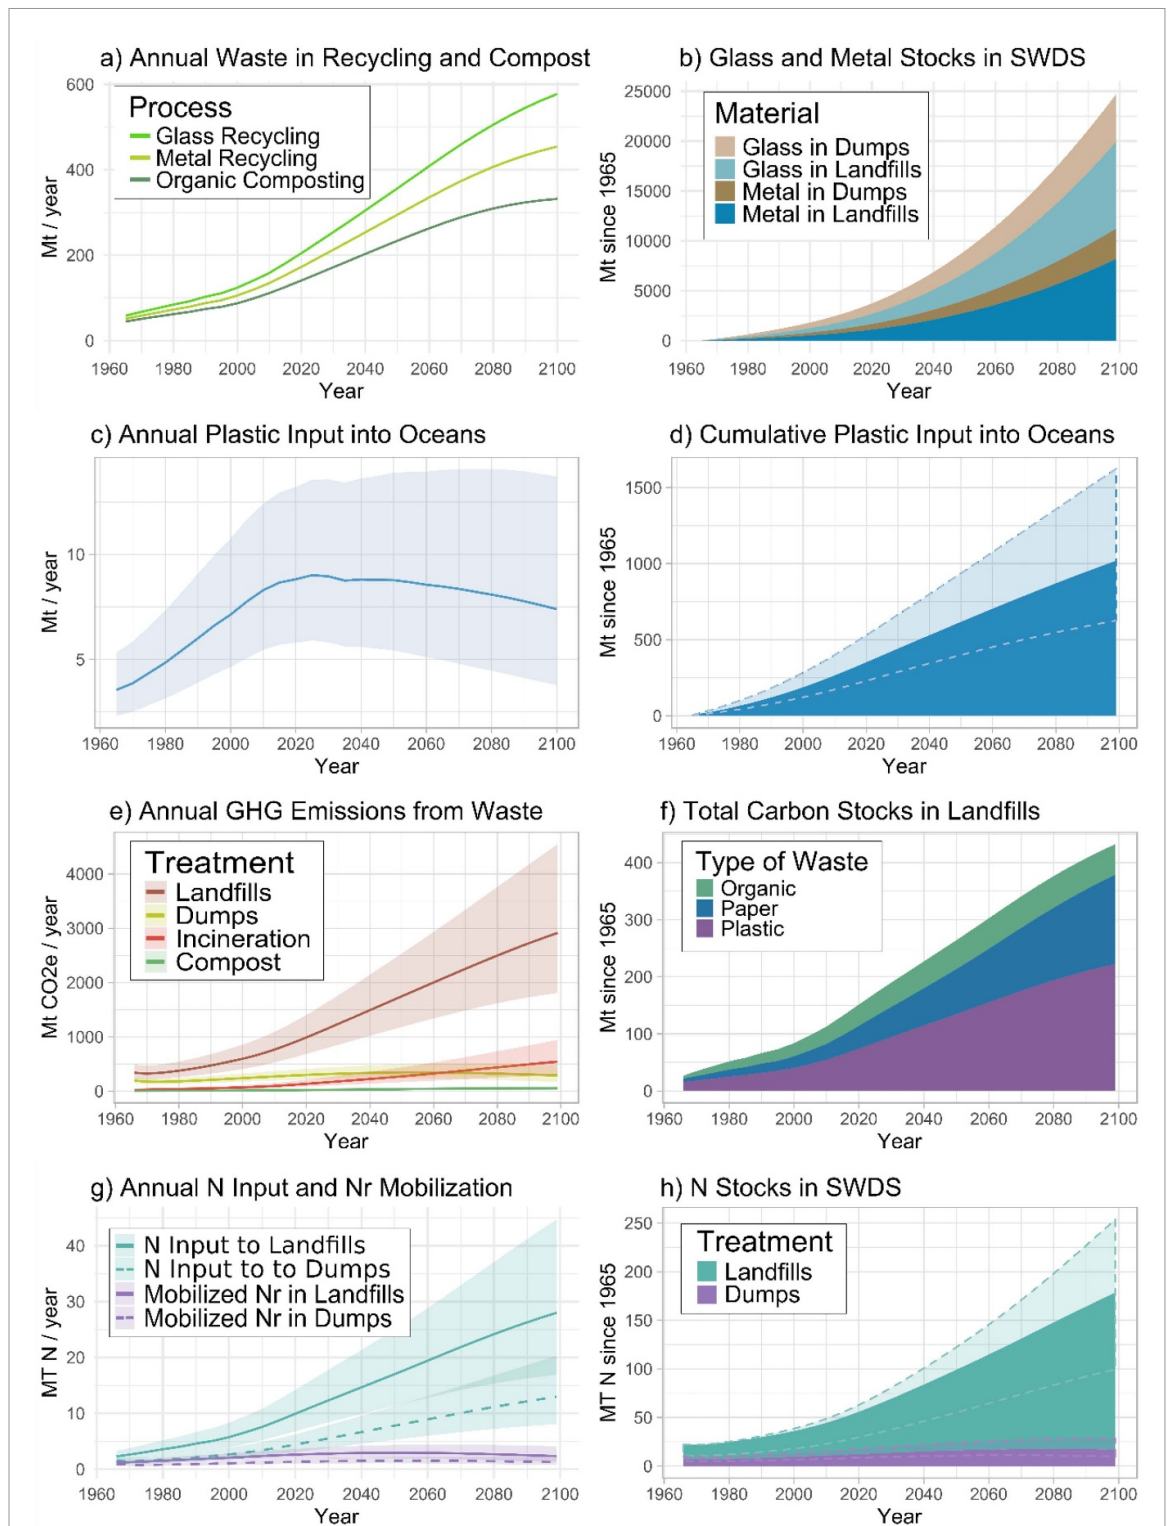 a) Annual Waste in Recycling and Compost
600
400
200
0
Mt / year
Process
Glass Recycling
Metal Recycling
Organic Composting
1960 1980 2000 2020 2040 2060 2080 2100
Year
b) Glass and Metal Stocks in SWDS
25000
20000
15000
10000
5000
0
Mt since 1965
Material
Glass in Dumps
Glass in Landfills
Metal in Dumps
Metal in Landfills
1960 1980 2000 2020 2040 2060 2080 2100
Year
c) Annual Plastic Input into Oceans
10
5
Mt / year
1960 1980 2000 2020 2040 2060 2080 2100
Year
d) Cumulative Plastic Input into Oceans
1500
1000
500
0
Mt since 1965
1960 1980 2000 2020 2040 2060 2080 2100
Year
e) Annual GHG Emissions from Waste
4000
3000
2000
1000
0
Mt CO2e / year
Treatment
Landfills
Dumps
Incineration
Compost
1960 1980 2000 2020 2040 2060 2080 2100
Year
f) Total Carbon Stocks in Landfills
400
300
200
100
0
Mt since 1965
Type of Waste
Organic
Paper
Plastic
1960 1980 2000 2020 2040 2060 2080 2100
Year
g) Annual N Input and Nr Mobilization
40
30
20
10
0
MT N / year
N Input to Landfills
N Input to to Dumps
Mobilized Nr in Landfills
Mobilized Nr in Dumps
1960 1980 2000 2020 2040 2060 2080 2100
Year
h) N Stocks in SWDS
250
200
150
100
50
0
MT N since 1965
Treatment
Landfills
Dumps
1960 1980 2000 2020 2040 2060 2080 2100
Year